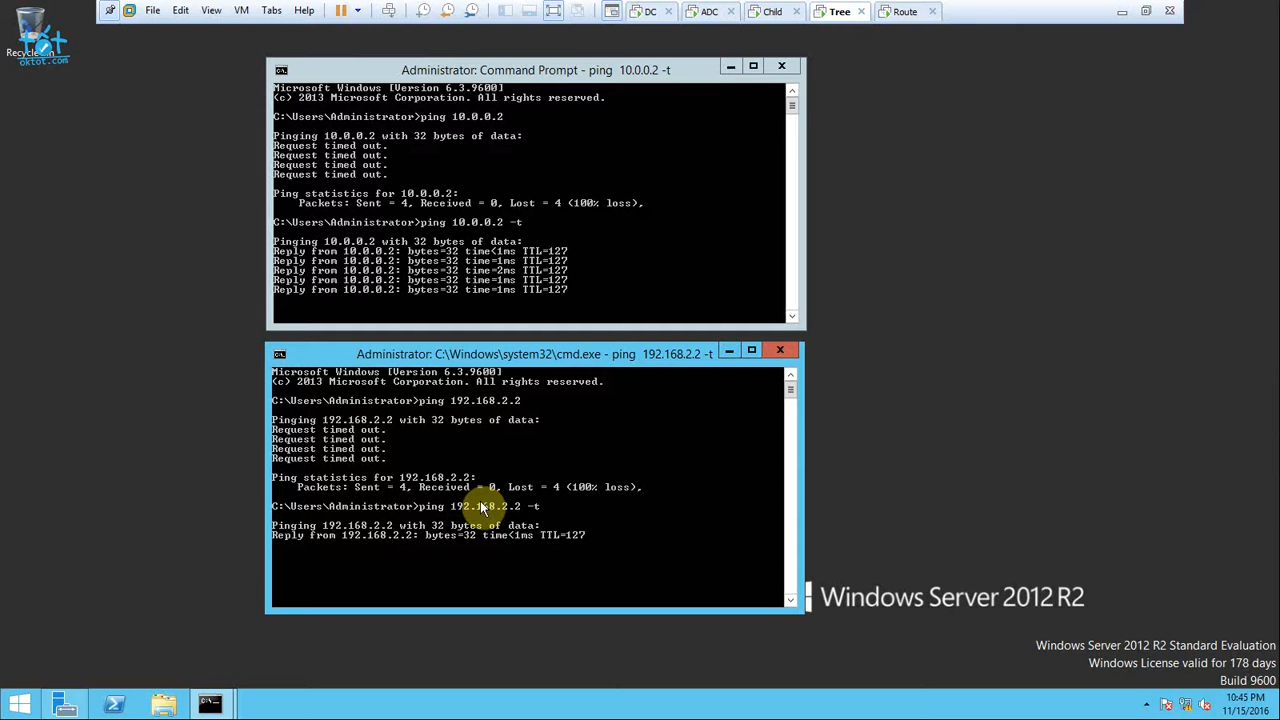 File Edit View VM Tabs Help
DC ADC Child Tree Route
Recycle
oktot.com
Administrator: Command Prompt - ping 10.0.0.2 -t
Microsoft Windows [Version 6.3.9600]
(c) 2013 Microsoft Corporation. All rights reserved.
C:\Users\Administrator>ping 10.0.0.2
Pinging 10.0.0.2 with 32 bytes of data:
Request timed out.
Request timed out.
Request timed out.
Request timed out.
Ping statistics for 10.0.0.2:
Packets: Sent = 4, Received = 0, Lost = 4 (100% loss),
C:\Users\Administrator>ping 10.0.0.2 -t
Pinging 10.0.0.2 with 32 bytes of data:
Reply from 10.0.0.2: bytes=32 time<1ms TTL=127
Reply from 10.0.0.2: bytes=32 time=1ms TTL=127
Reply from 10.0.0.2: bytes=32 time=2ms TTL=127
Reply from 10.0.0.2: bytes=32 time=1ms TTL=127
Reply from 10.0.0.2: bytes=32 time=1ms TTL=127
Administrator: C:\Windows\system32\cmd.exe - ping 192.168.2.2 -t
Microsoft Windows [Version 6.3.9600]
(c) 2013 Microsoft Corporation. All rights reserved.
C:\Users\Administrator>ping 192.168.2.2
Pinging 192.168.2.2 with 32 bytes of data:
Request timed out.
Request timed out.
Request timed out.
Request timed out.
Ping statistics for 192.168.2.2:
Packets: Sent = 4, Received = 0, Lost = 4 (100% loss),
C:\Users\Administrator>ping 192.168.2.2 -t
Pinging 192.168.2.2 with 32 bytes of data:
Reply from 192.168.2.2: bytes=32 time<1ms TTL=127
Windows Server 2012 R2
Windows Server 2012 R2 Standard Evaluation
Windows License valid for 178 days
Build 9600
10:45 PM
11/15/2016